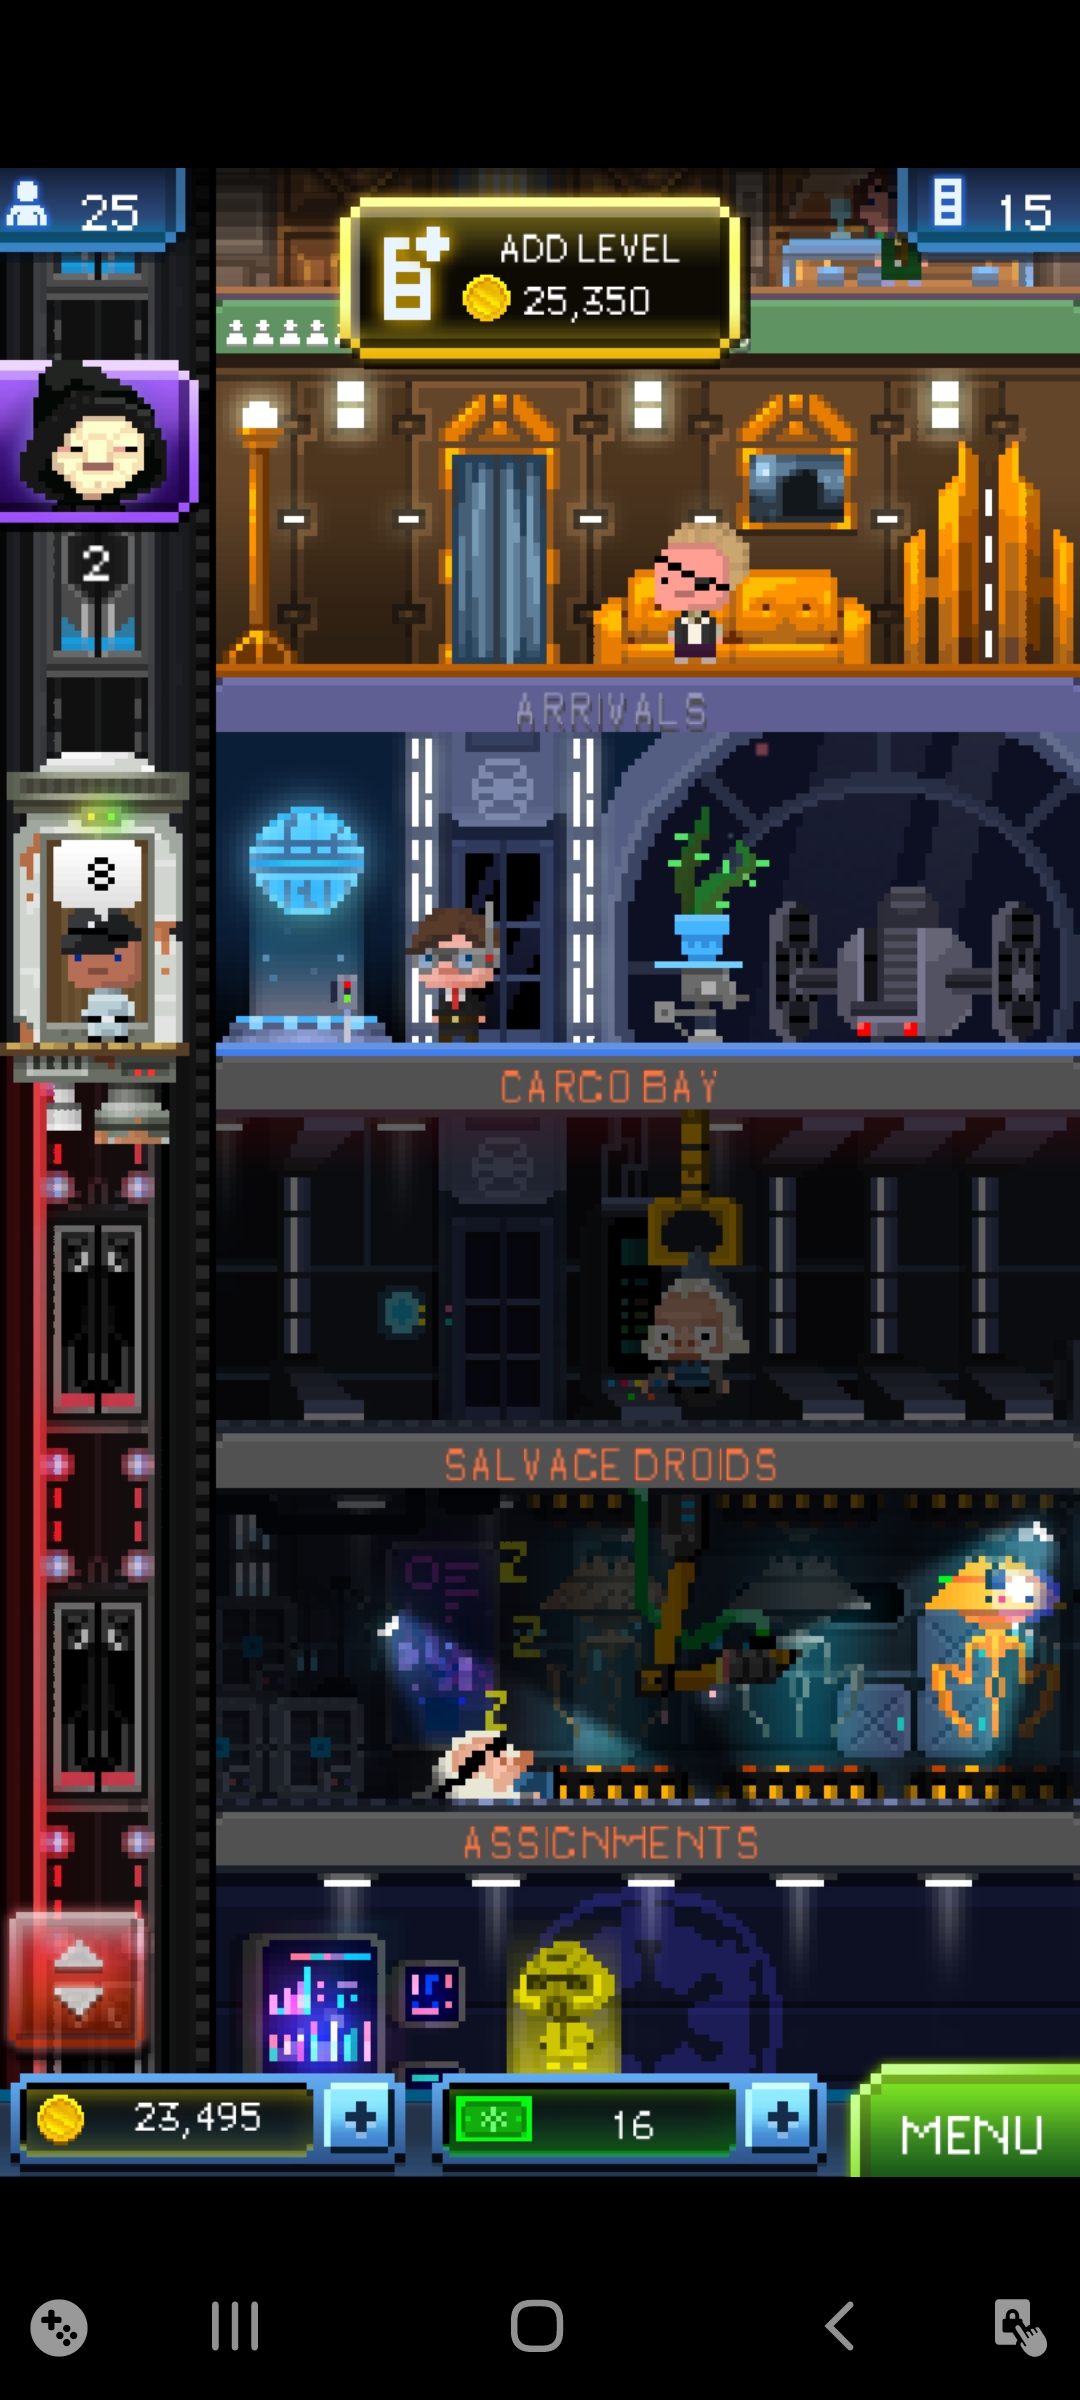 25
ADD LEVEL
25,350
15
2
ARRIVALS
8
CARGO BAY
SALVAGE DROIDS
Z
Z
Z
ASSIGNMENTS
23,495
16
MENU